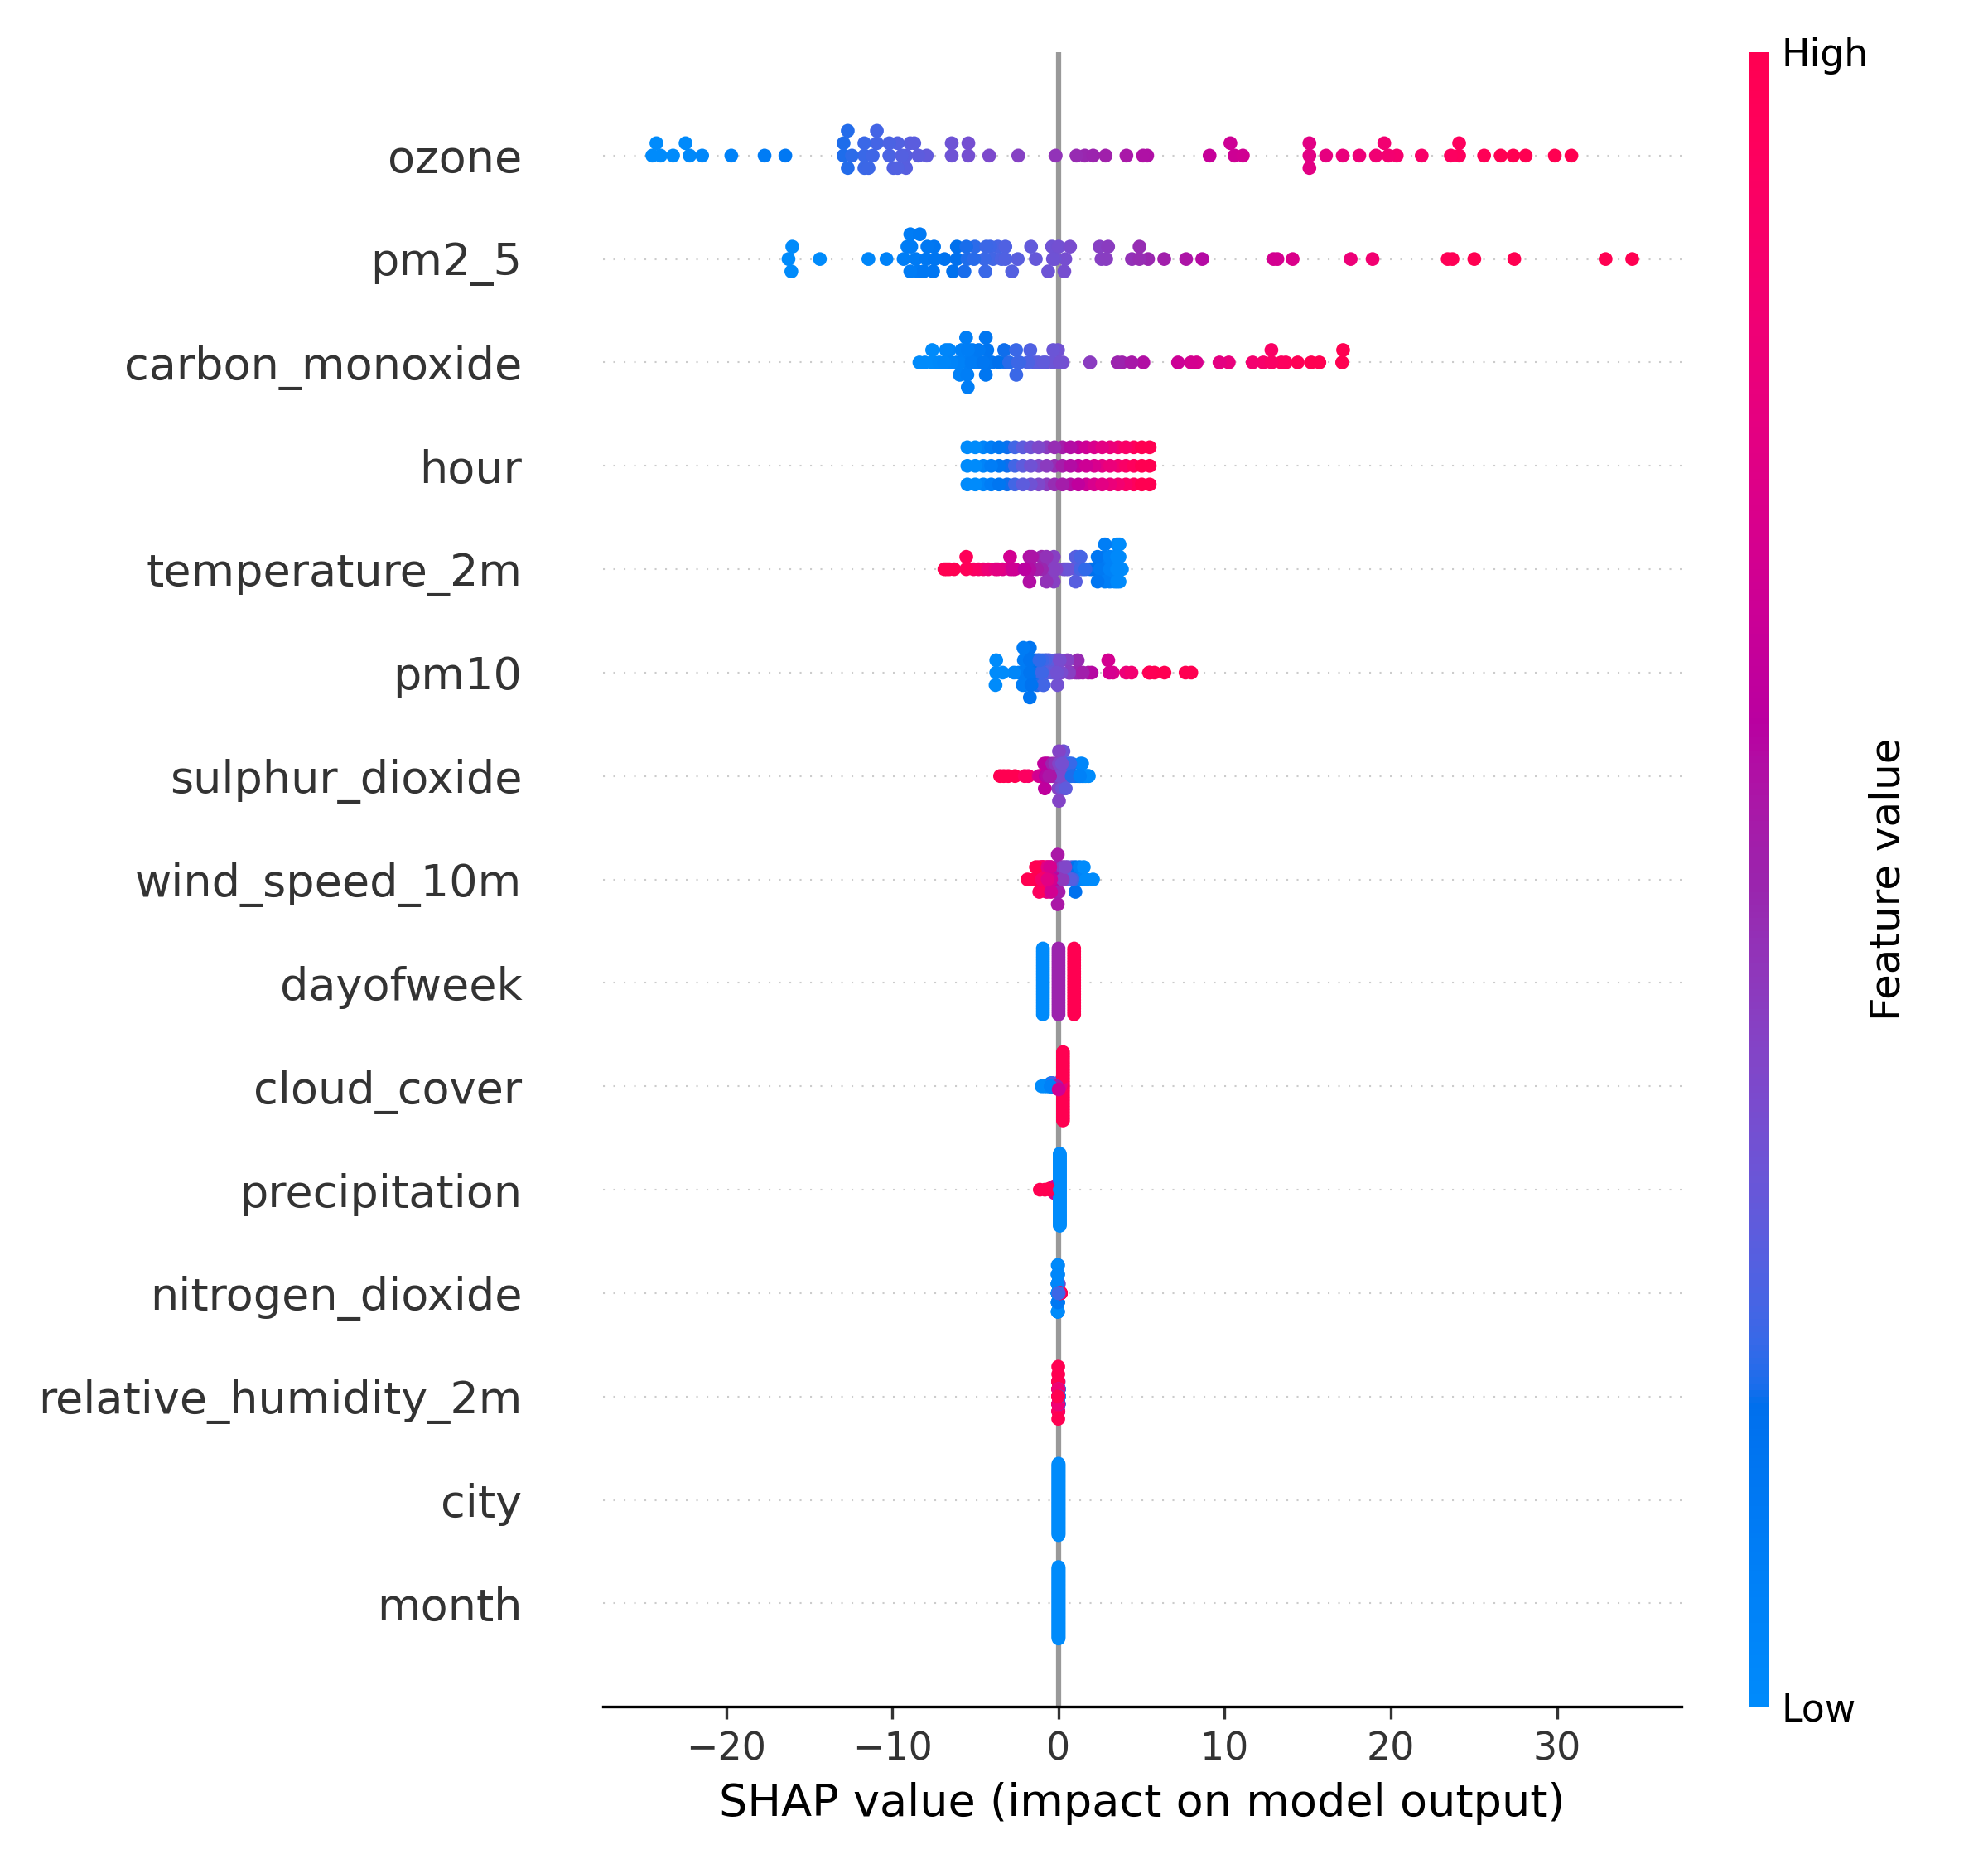 High
ozone
pm2_5
carbon_monoxide
hour
temperature_2m
pm10
sulphur_dioxide
wind_speed_10m
dayofweek
cloud_cover
precipitation
nitrogen_dioxide
relative_humidity_2m
city
month
Feature value
Low
−20 −10 0 10 20 30
SHAP value (impact on model output)